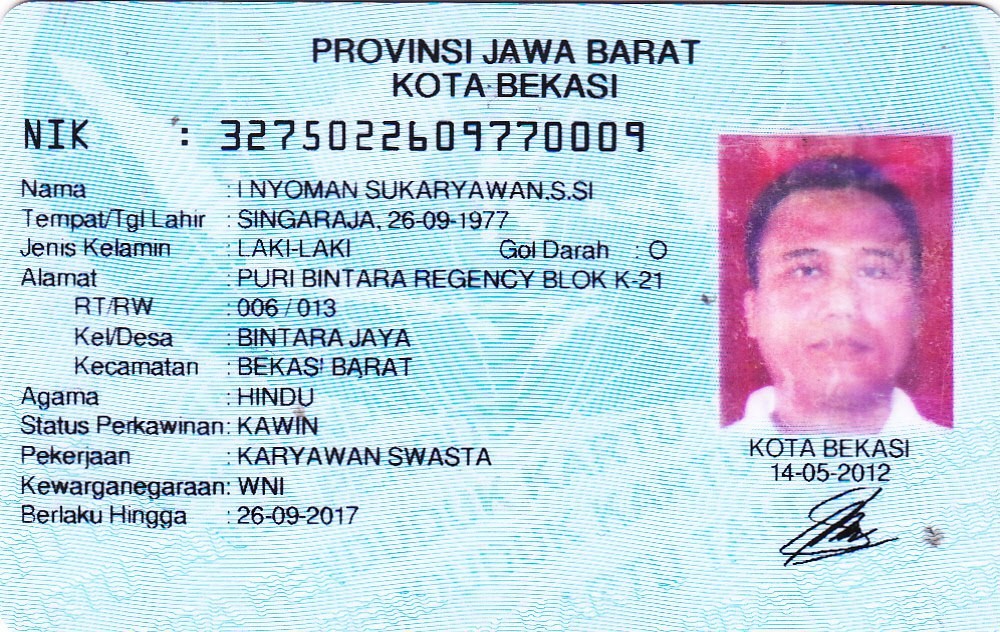 PROVINSI JAWA BARAT
KOTA BEKASI
NIK : 3275022609770009
Nama : I NYOMAN SUKARYAWAN.S.SI
Tempat/Tgl Lahir : SINGARAJA, 26-09-1977
Jenis Kelamin : LAKI-LAKI Gol Darah : O
Alamat : PURI BINTARA REGENCY BLOK K-21
RT/RW : 006 / 013
Kel/Desa : BINTARA JAYA
Kecamatan : BEKASI BARAT
Agama : HINDU
Status Perkawinan: KAWIN
Pekerjaan : KARYAWAN SWASTA
Kewarganegaraan: WNI
Berlaku Hingga : 26-09-2017
KOTA BEKASI
14-05-2012